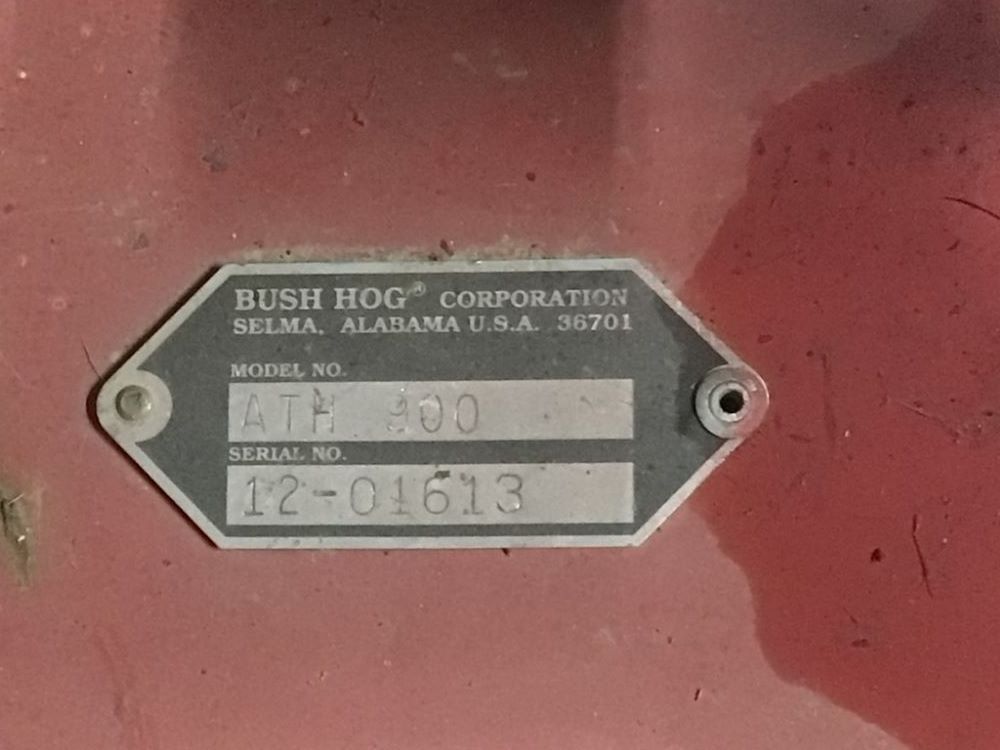 BUSH HOG® CORPORATION
SELMA, ALABAMA U.S.A. 36701
MODEL NO.
ATH 900
SERIAL NO.
12-01613